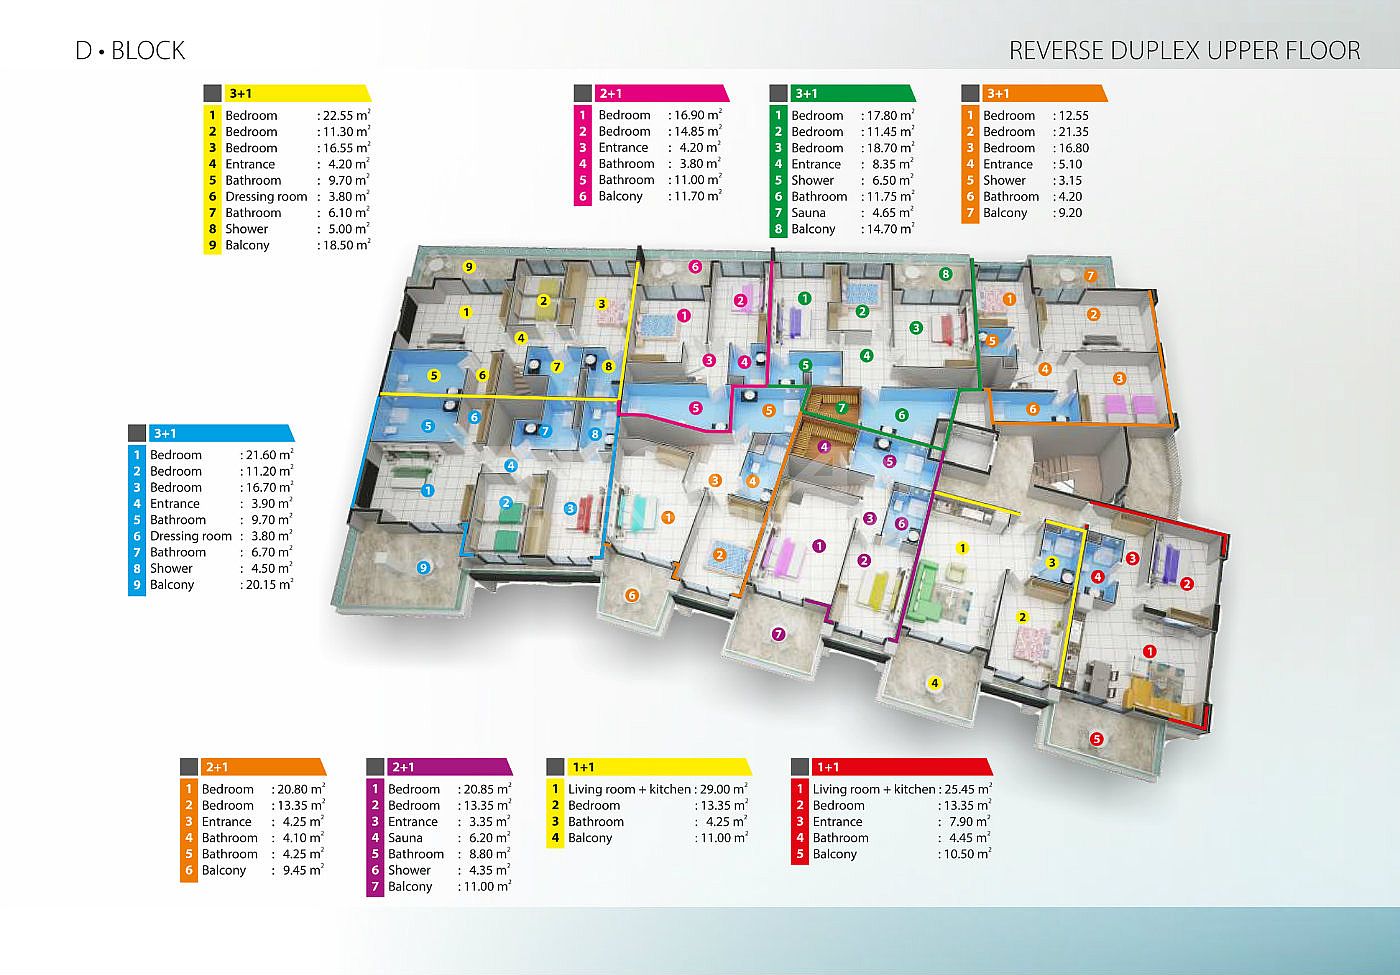 D • BLOCK
REVERSE DUPLEX UPPER FLOOR
3+1
1 Bedroom : 22.55 m²
2 Bedroom : 11.30 m²
3 Bedroom : 16.55 m²
4 Entrance : 4.20 m²
5 Bathroom : 9.70 m²
6 Dressing room : 3.80 m²
7 Bathroom : 6.10 m²
8 Shower : 5.00 m²
9 Balcony : 18.50 m²
2+1
1 Bedroom : 16.90 m²
2 Bedroom : 14.85 m²
3 Entrance : 4.20 m²
4 Bathroom : 3.80 m²
5 Bathroom : 11.00 m²
6 Balcony : 11.70 m²
3+1
1 Bedroom : 17.80 m²
2 Bedroom : 11.45 m²
3 Bedroom : 18.70 m²
4 Entrance : 8.35 m²
5 Shower : 6.50 m²
6 Bathroom : 11.75 m²
7 Sauna : 4.65 m²
8 Balcony : 14.70 m²
3+1
1 Bedroom : 12.55
2 Bedroom : 21.35
3 Bedroom : 16.80
4 Entrance : 5.10
5 Shower : 3.15
6 Bathroom : 4.20
7 Balcony : 9.20
3+1
1 Bedroom : 21.60 m²
2 Bedroom : 11.20 m²
3 Bedroom : 16.70 m²
4 Entrance : 3.90 m²
5 Bathroom : 9.70 m²
6 Dressing room : 3.80 m²
7 Bathroom : 6.70 m²
8 Shower : 4.50 m²
9 Balcony : 20.15 m²
9 6 8 7
1 2 3 1 2 1 2 3 1 2
4 3 4 4 5 4 3
5 6 7 8 5 5 7 6 6
5 6 7 8 5 4 5
4 3 4 3 6
1 2 3 1 2 1 2 1 3 2 4 3 2
9 6 7 4 1 5
2+1
1 Bedroom : 20.80 m²
2 Bedroom : 13.35 m²
3 Entrance : 4.25 m²
4 Bathroom : 4.10 m²
5 Bathroom : 4.25 m²
6 Balcony : 9.45 m²
2+1
1 Bedroom : 20.85 m²
2 Bedroom : 13.35 m²
3 Entrance : 3.35 m²
4 Sauna : 6.20 m²
5 Bathroom : 8.80 m²
6 Shower : 4.35 m²
7 Balcony : 11.00 m²
1+1
1 Living room + kitchen : 29.00 m²
2 Bedroom : 13.35 m²
3 Bathroom : 4.25 m²
4 Balcony : 11.00 m²
1+1
1 Living room + kitchen : 25.45 m²
2 Bedroom : 13.35 m²
3 Entrance : 7.90 m²
4 Bathroom : 4.45 m²
5 Balcony : 10.50 m²